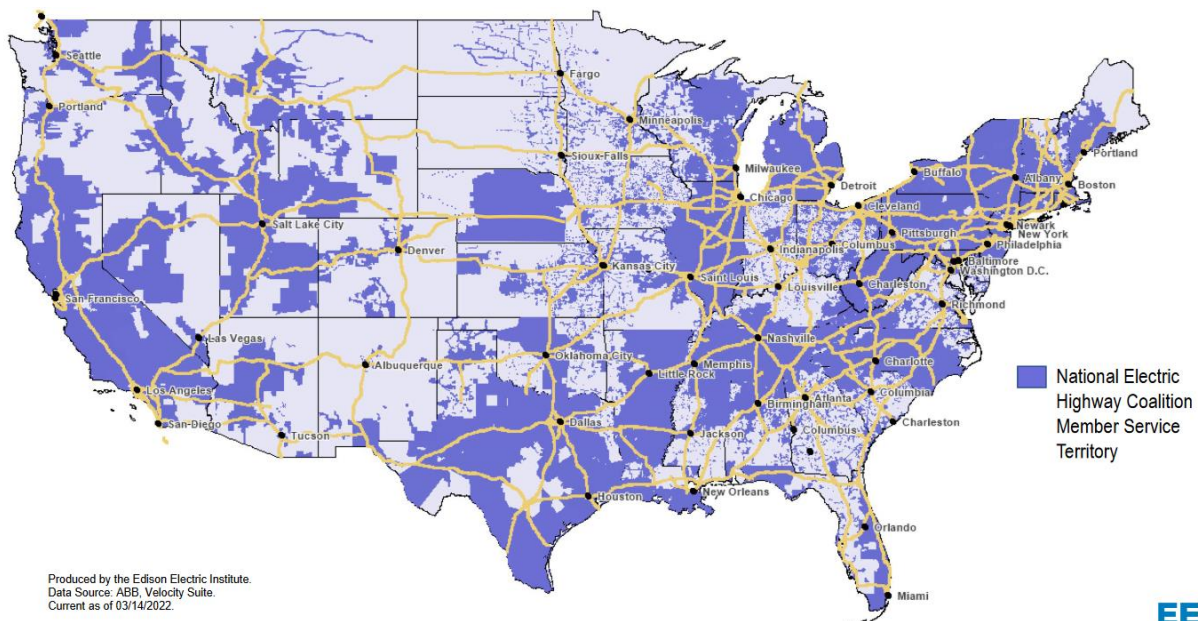 Seattle
Portland
Fargo
Minneapolis
Sioux Falls
Milwaukee
Detroit
Buffalo
Albany
Portland
Boston
Chicago
Cleveland
Newark
New York
Pittsburgh
Philadelphia
Salt Lake City
Denver
Indianapolis
Columbus
Baltimore
Washington D.C.
San Francisco
Kansas City
Saint Louis
Louisville
Charleston
Richmond
Las Vegas
Nashville
Albuquerque
Oklahoma City
Memphis
Charlotte
Little Rock
Los Angeles
Birmingham
Atlanta
Columbia
San Diego
Tucson
Dallas
Jackson
Columbus
Charleston
Houston
New Orleans
Orlando
Miami
National Electric
Highway Coalition
Member Service
Territory
Produced by the Edison Electric Institute.
Data Source: ABB, Velocity Suite.
Current as of 03/14/2022.